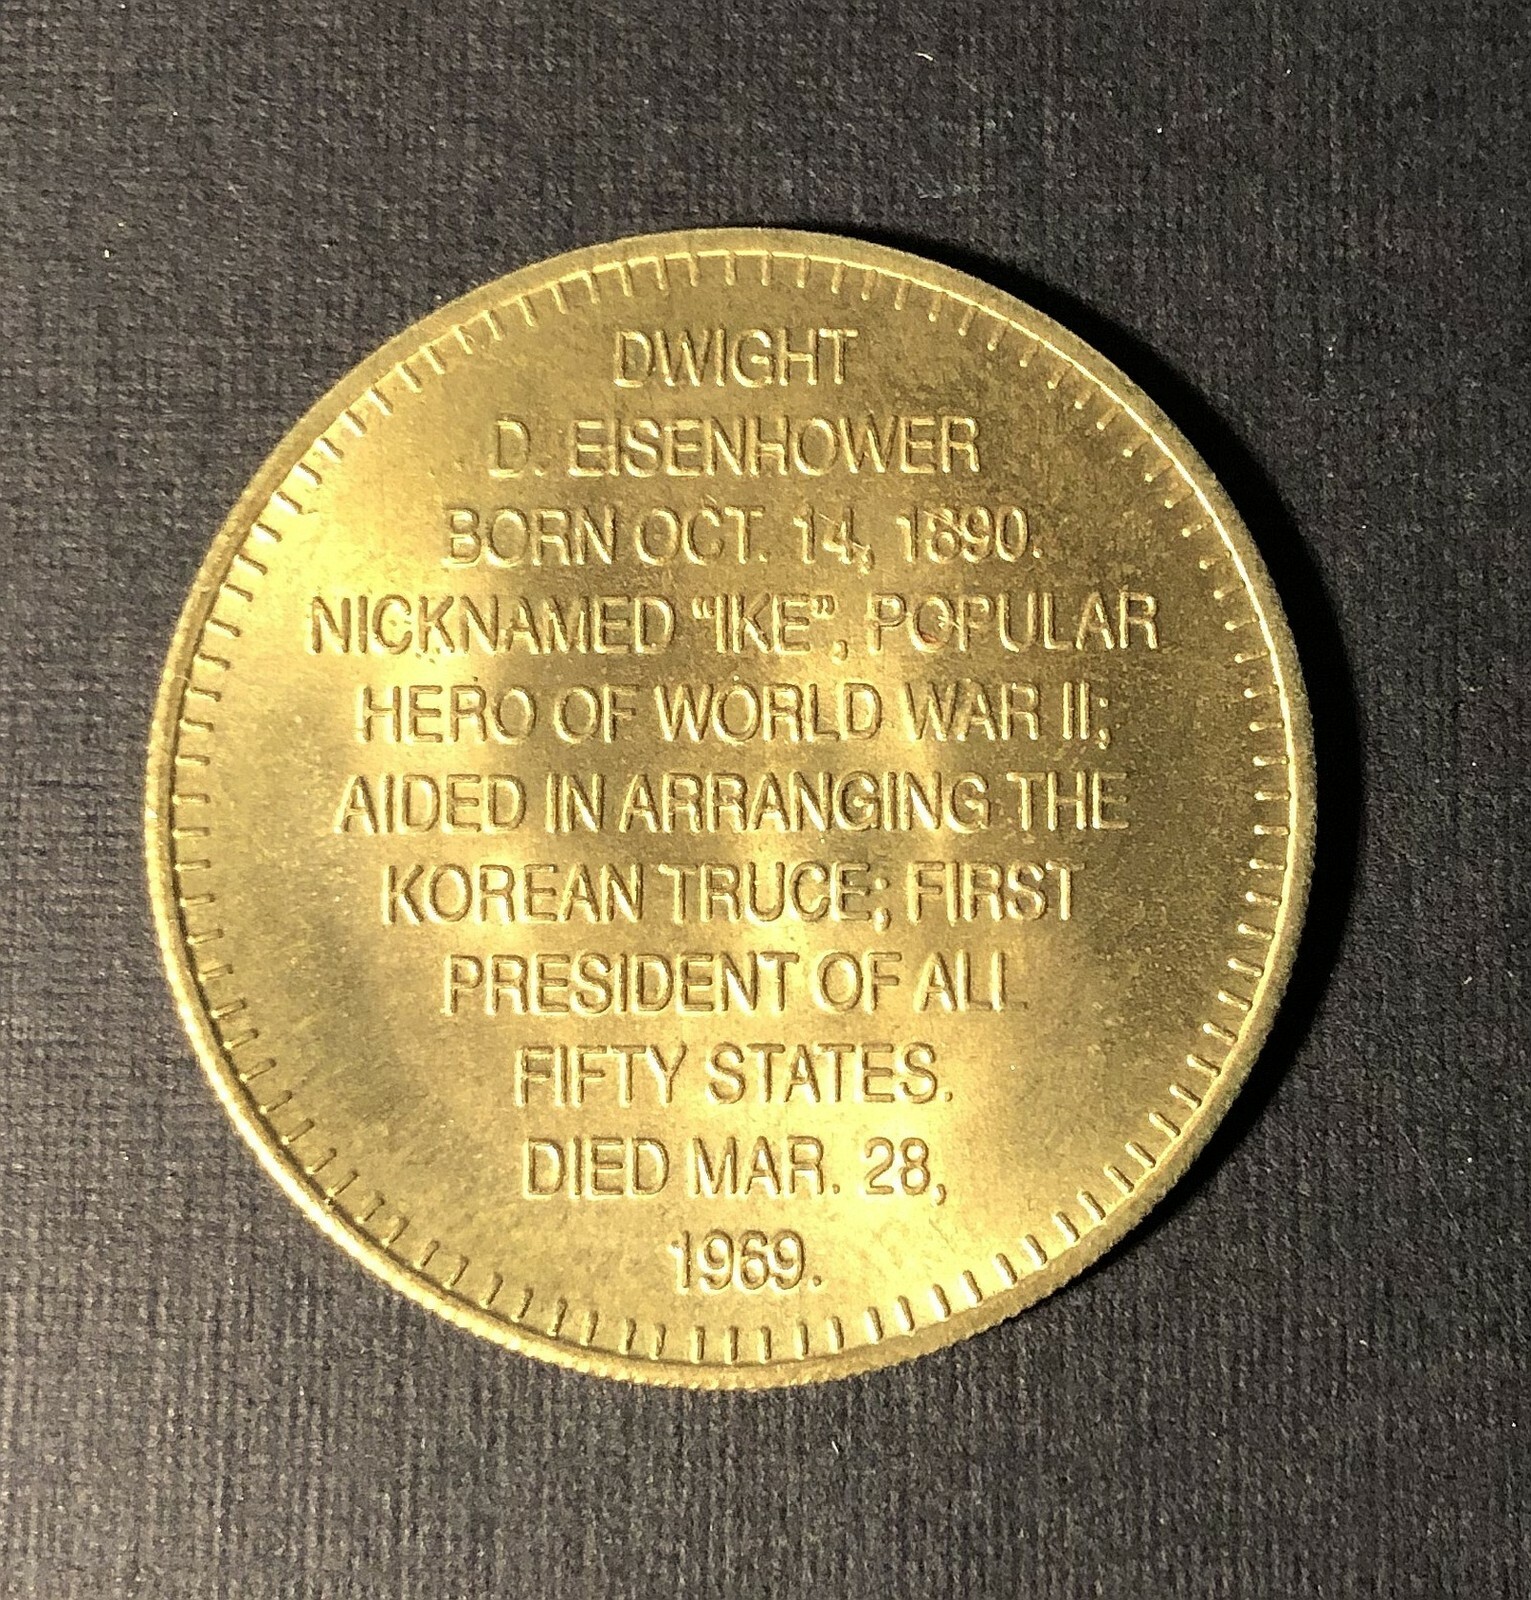 DWIGHT
D. EISENHOWER
BORN OCT. 14, 1890.
NICKNAMED “IKE”, POPULAR
HERO OF WORLD WAR II;
AIDED IN ARRANGING THE
KOREAN TRUCE; FIRST
PRESIDENT OF ALL
FIFTY STATES.
DIED MAR. 28,
1969.